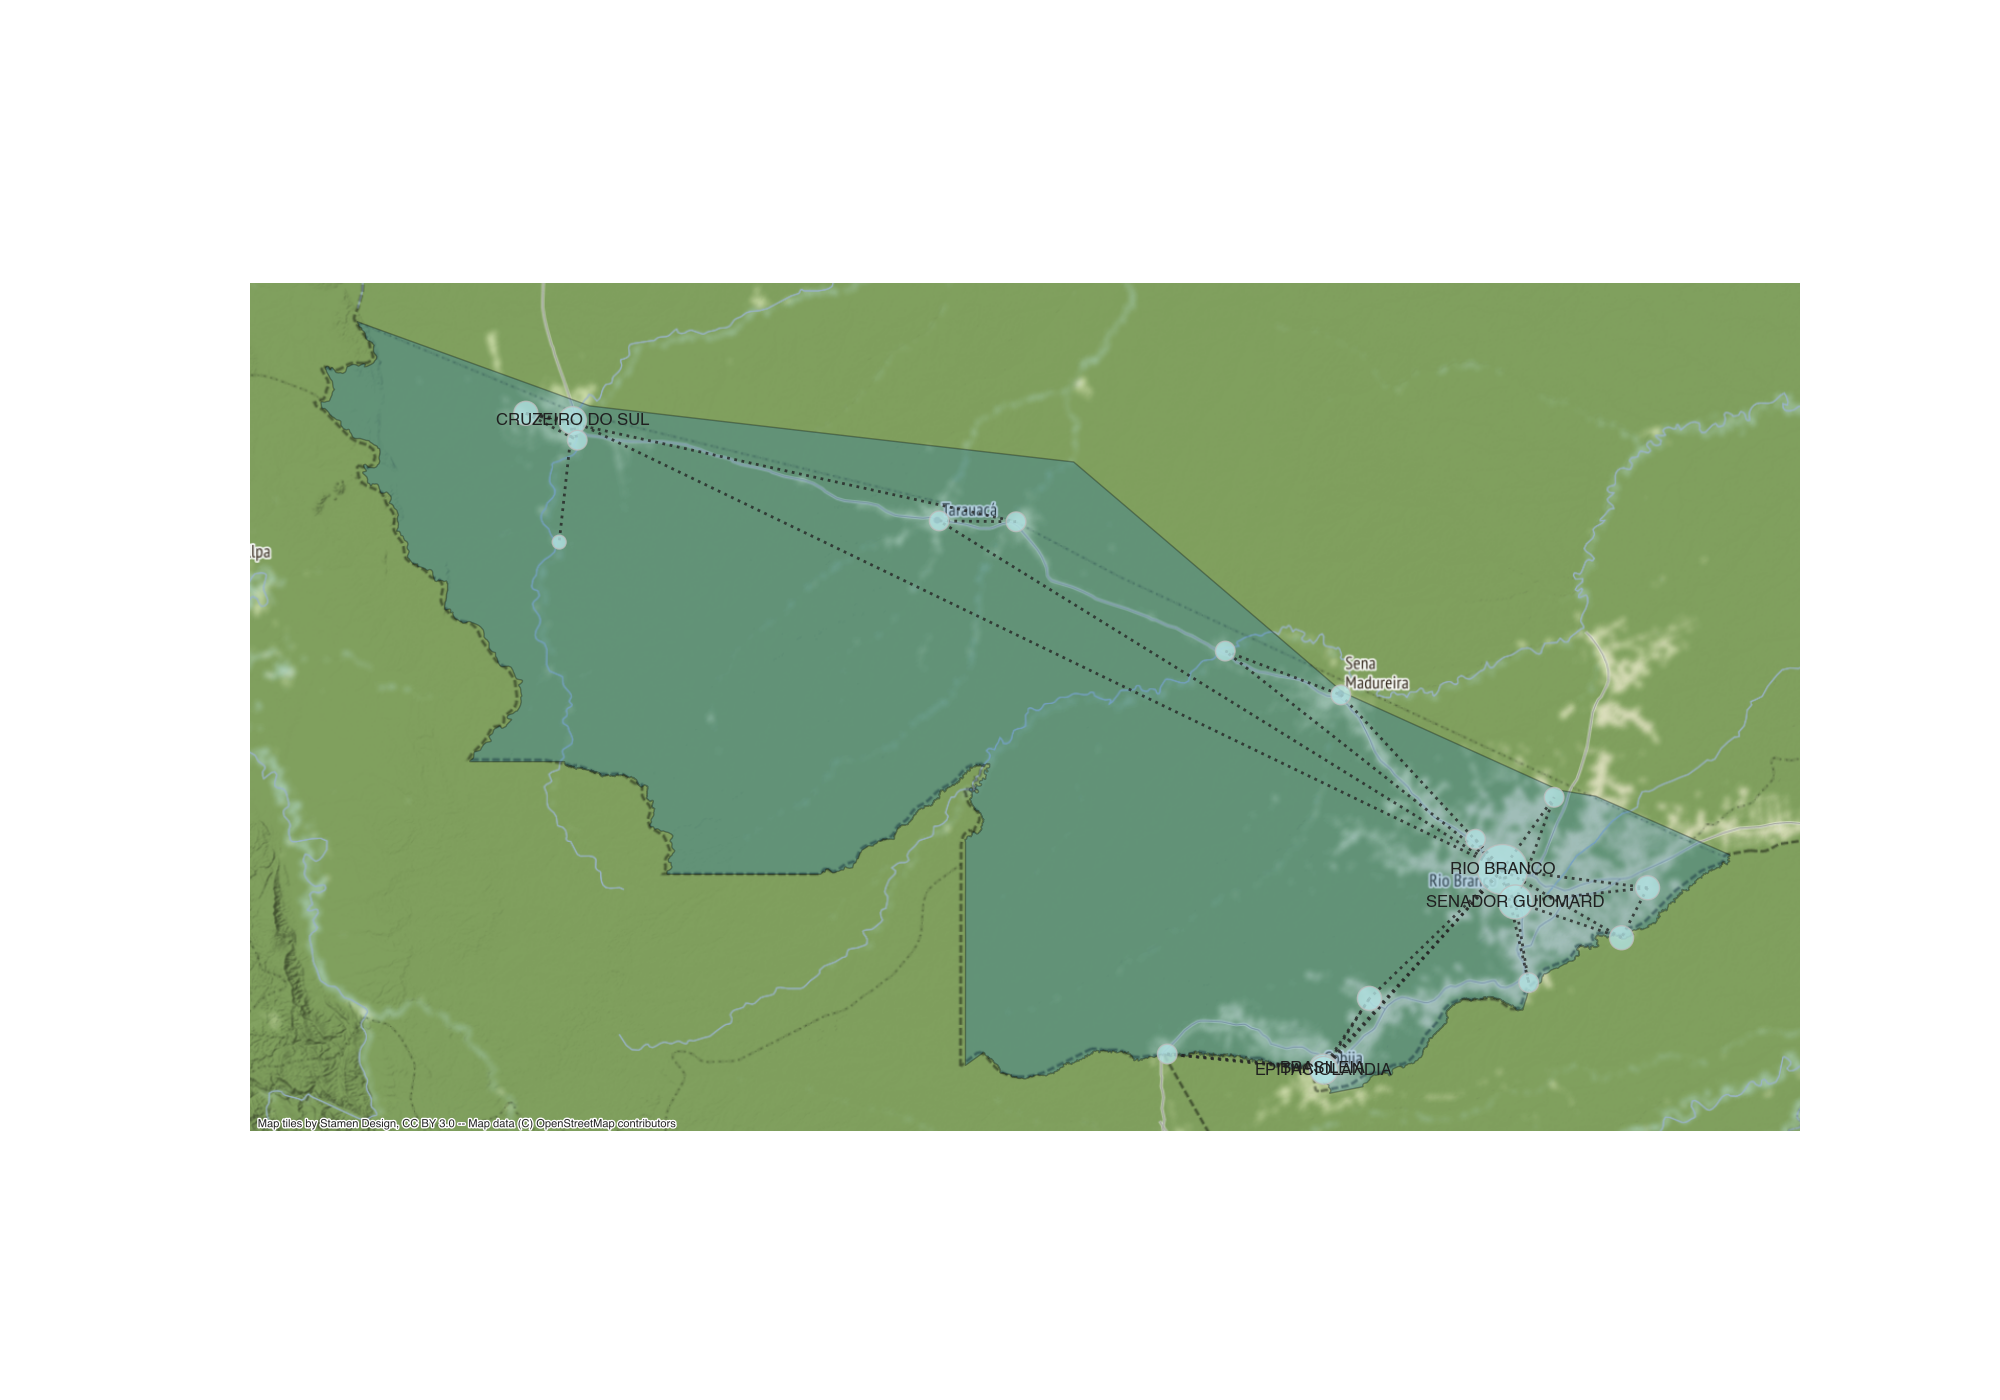 CRUZEIRO DO SUL
Tarauacá
lpa
Sena
Madureira
RIO BRANCO
Rio Bran
SENADOR GUIOMARD
Cobija
BRASILEIA
EPITACIOLANDIA
Map tiles by Stamen Design, CC BY 3.0 -- Map data (C) OpenStreetMap contributors